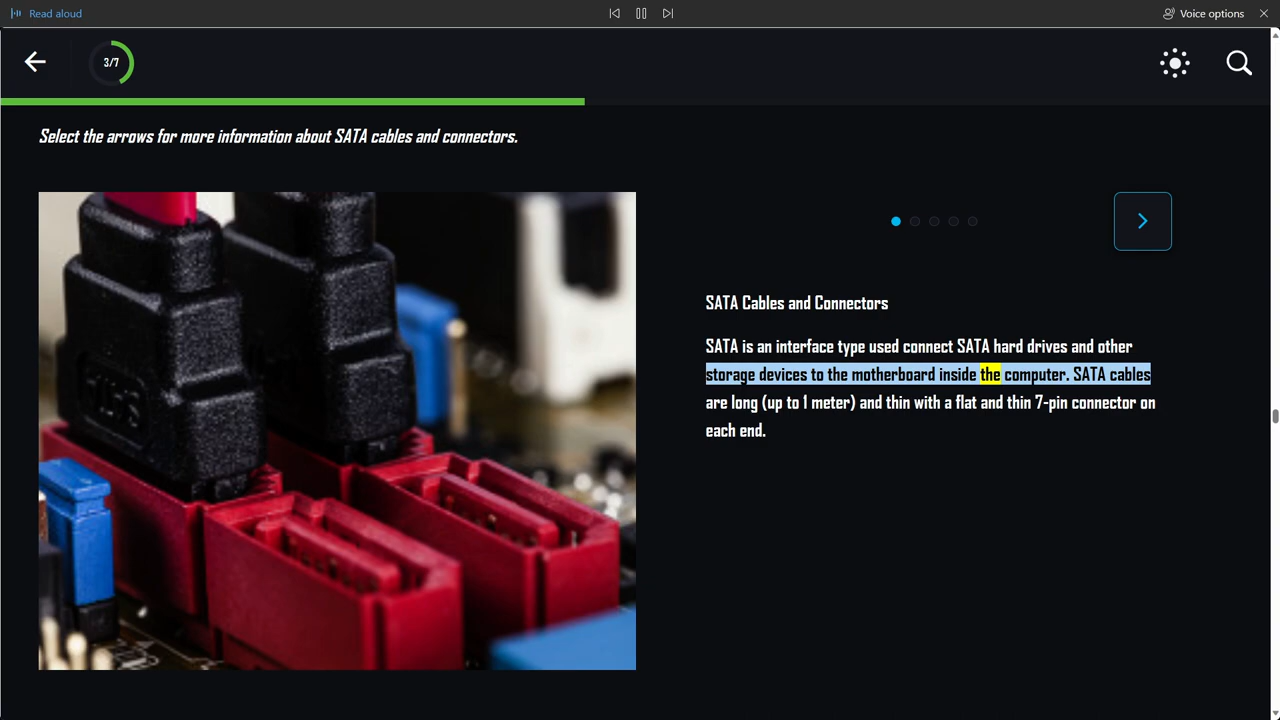 Read aloud
Voice options
3/7
Select the arrows for more information about SATA cables and connectors.
SATA Cables and Connectors
SATA is an interface type used connect SATA hard drives and other
storage devices to the motherboard inside the computer. SATA cables
are long (up to 1 meter) and thin with a flat and thin 7-pin connector on
each end.